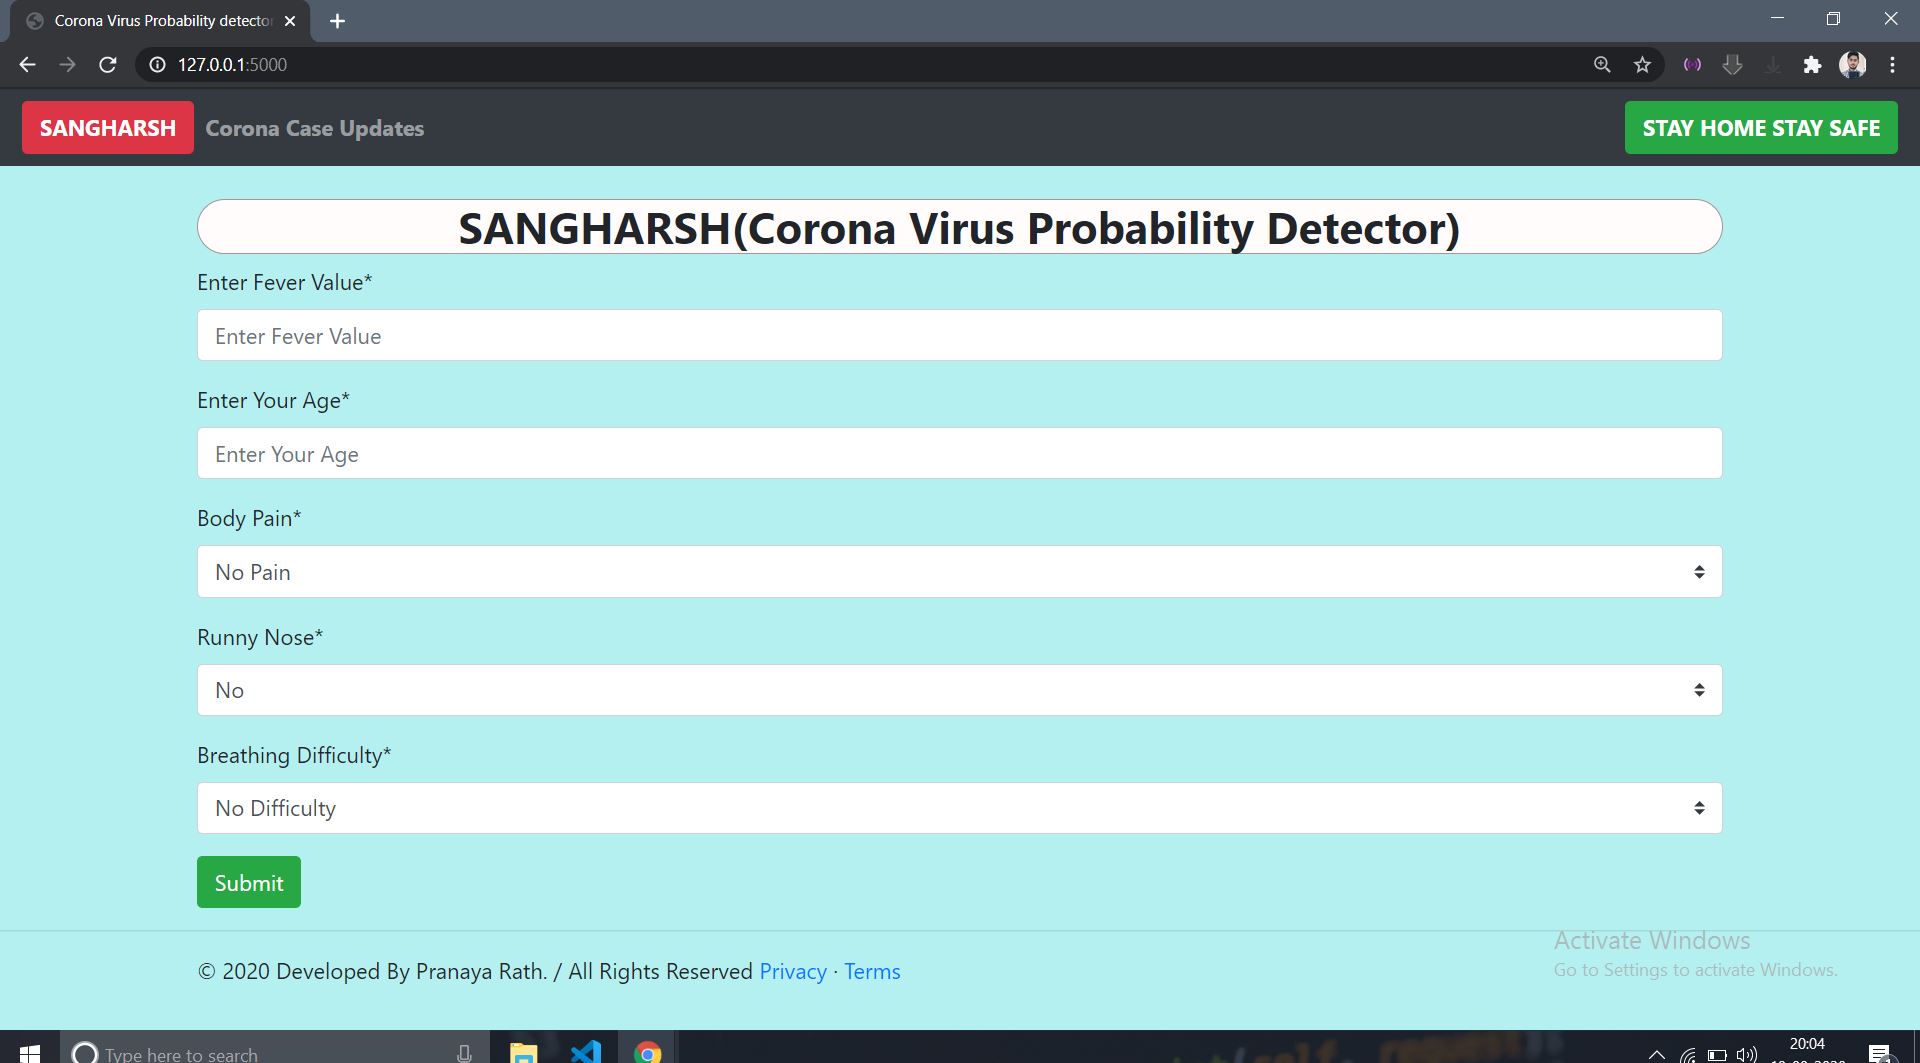 Corona Virus Probability detector
127.0.0.1:5000
SANGHARSH Corona Case Updates STAY HOME STAY SAFE
SANGHARSH(Corona Virus Probability Detector)
Enter Fever Value*
Enter Fever Value
Enter Your Age*
Enter Your Age
Body Pain*
No Pain
Runny Nose*
No
Breathing Difficulty*
No Difficulty
Submit
Activate Windows
Go to Settings to activate Windows.
© 2020 Developed By Pranaya Rath. / All Rights Reserved Privacy · Terms
Type here to search
20:04